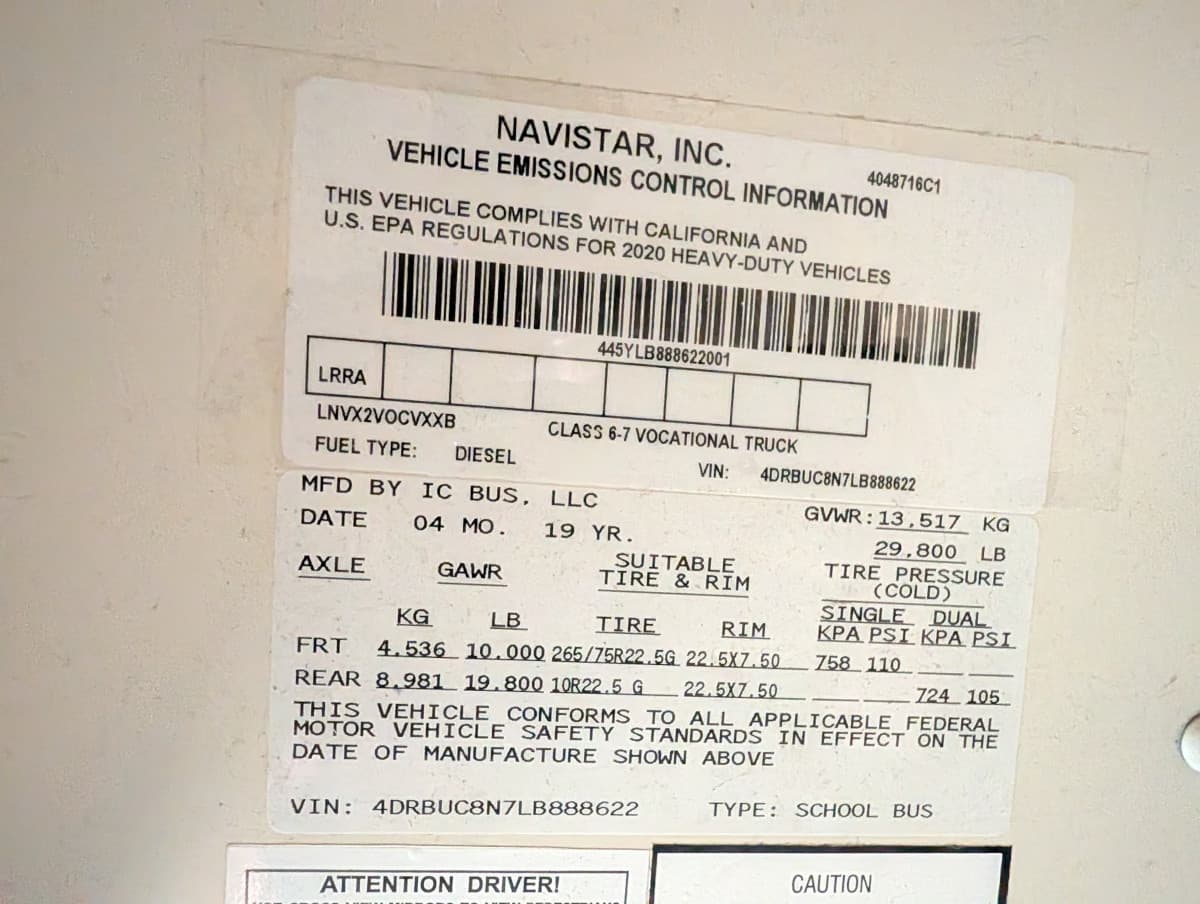 NAVISTAR, INC.
4048716C1
VEHICLE EMISSIONS CONTROL INFORMATION
THIS VEHICLE COMPLIES WITH CALIFORNIA AND
U.S. EPA REGULATIONS FOR 2020 HEAVY-DUTY VEHICLES
445YLB888622001
LRRA
LNVX2VOCVXXB CLASS 6-7 VOCATIONAL TRUCK
FUEL TYPE: DIESEL VIN: 4DRBUC8N7LB888622
MFD BY IC BUS, LLC GVWR: 13,517 KG
DATE 04 MO. 19 YR. 29,800 LB
AXLE GAWR SUITABLE TIRE PRESSURE
TIRE & RIM (COLD)
SINGLE DUAL
KG LB TIRE RIM KPA PSI KPA PSI
FRT 4,536 10,000 265/75R22.5G 22.5X7.50 758 110
REAR 8,981 19,800 10R22.5 G 22.5X7.50 724 105
THIS VEHICLE CONFORMS TO ALL APPLICABLE FEDERAL
MOTOR VEHICLE SAFETY STANDARDS IN EFFECT ON THE
DATE OF MANUFACTURE SHOWN ABOVE
VIN: 4DRBUC8N7LB888622 TYPE: SCHOOL BUS
ATTENTION DRIVER!
CAUTION